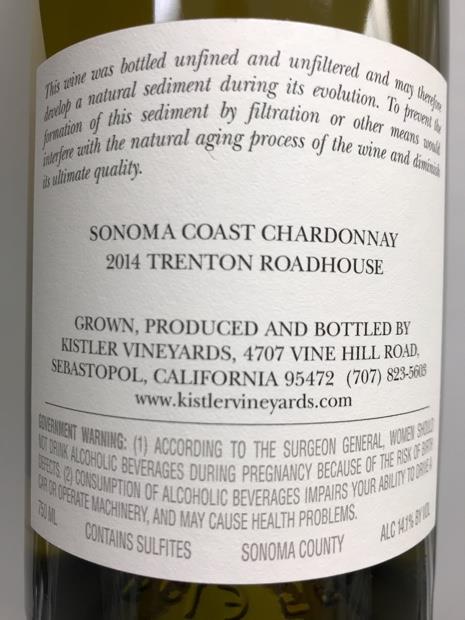 This wine was bottled unfined and unfiltered and may therefore
develop a natural sediment during its evolution. To prevent the
formation of this sediment by filtration or other means would
interfere with the natural aging process of the wine and diminish
its ultimate quality.
SONOMA COAST CHARDONNAY
2014 TRENTON ROADHOUSE
GROWN, PRODUCED AND BOTTLED BY
KISTLER VINEYARDS, 4707 VINE HILL ROAD,
SEBASTOPOL, CALIFORNIA 95472 (707) 823-5603
www.kistlervineyards.com
GOVERNMENT WARNING: (1) ACCORDING TO THE SURGEON GENERAL, WOMEN SHOULD
NOT DRINK ALCOHOLIC BEVERAGES DURING PREGNANCY BECAUSE OF THE RISK OF BIRTH
DEFECTS. (2) CONSUMPTION OF ALCOHOLIC BEVERAGES IMPAIRS YOUR ABILITY TO DRIVE A
CAR OR OPERATE MACHINERY, AND MAY CAUSE HEALTH PROBLEMS.
750 ML CONTAINS SULFITES SONOMA COUNTY ALC 14.1% BY VOL